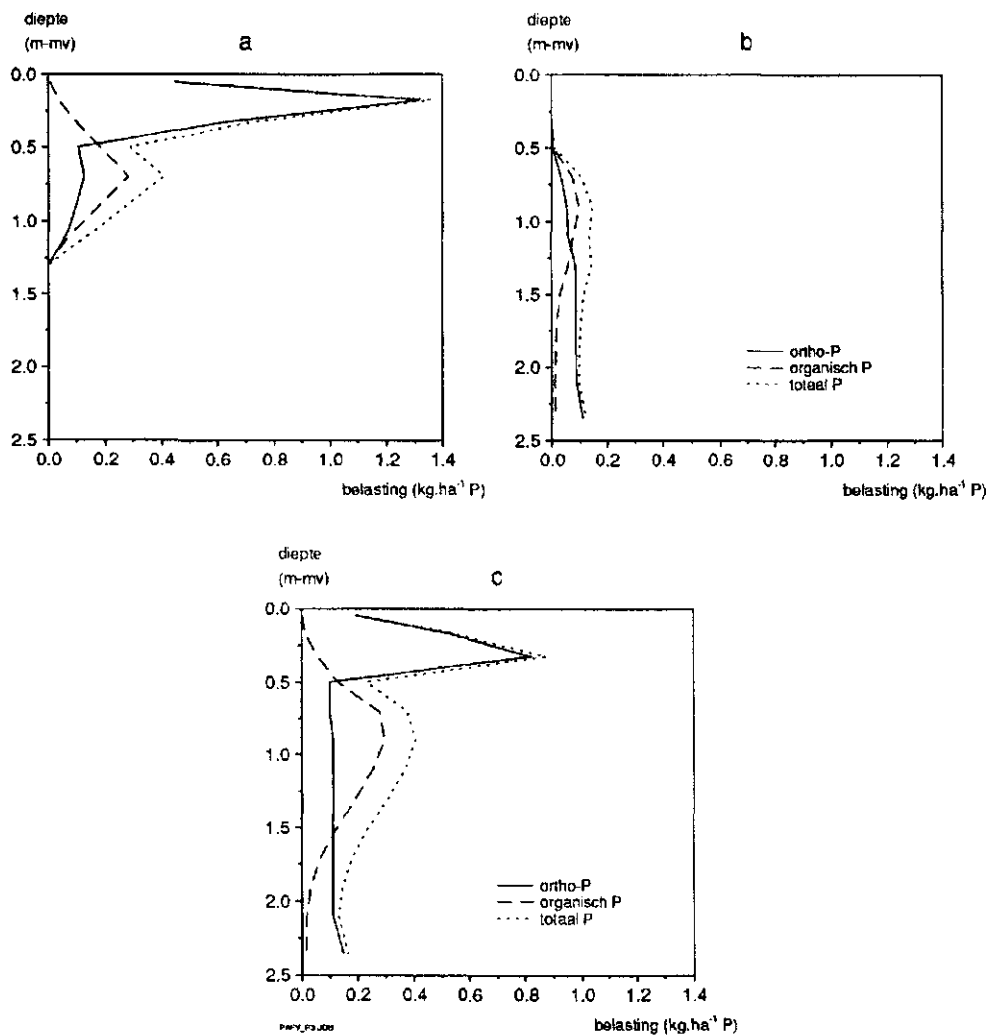 diepte
(m-mv)
a
0.0
0.5
1.0
1.5
2.0
2.5
0.0 0.2 0.4 0.6 0.8 1.0 1.2 1.4
belasting (kg.ha⁻¹ P)
diepte
(m-mv)
b
0.0
0.5
1.0
1.5
2.0
2.5
ortho-P
organisch P
totaal P
0.0 0.2 0.4 0.6 0.8 1.0 1.2 1.4
belasting (kg.ha⁻¹ P)
diepte
(m-mv)
c
0.0
0.5
1.0
1.5
2.0
2.5
ortho-P
organisch P
totaal P
0.0 0.2 0.4 0.6 0.8 1.0 1.2 1.4
belasting (kg.ha⁻¹ P)